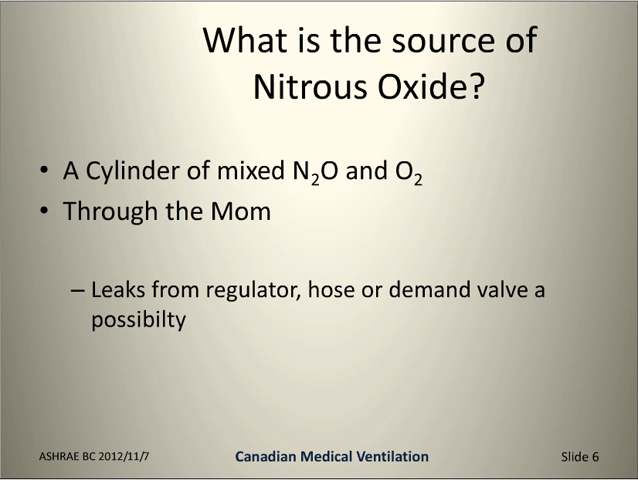 What is the source of
Nitrous Oxide?
• A Cylinder of mixed N₂O and O₂
• Through the Mom
– Leaks from regulator, hose or demand valve a
possibilty
ASHRAE BC 2012/11/7
Canadian Medical Ventilation
Slide 6